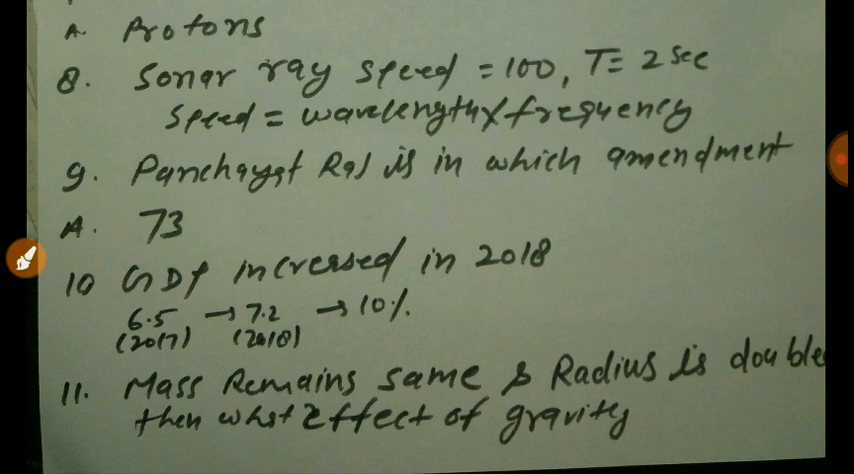 A. Protons
8. Sonar ray speed = 100, T= 2 sec
speed = wavelength x frequency
9. Panchayat Raj is in which amendment
A. 73
10 GDP increased in 2018
6.5 → 7.2 → 10%.
(2017) (2018)
11. Mass Remains same & Radius is double
then what effect of gravity